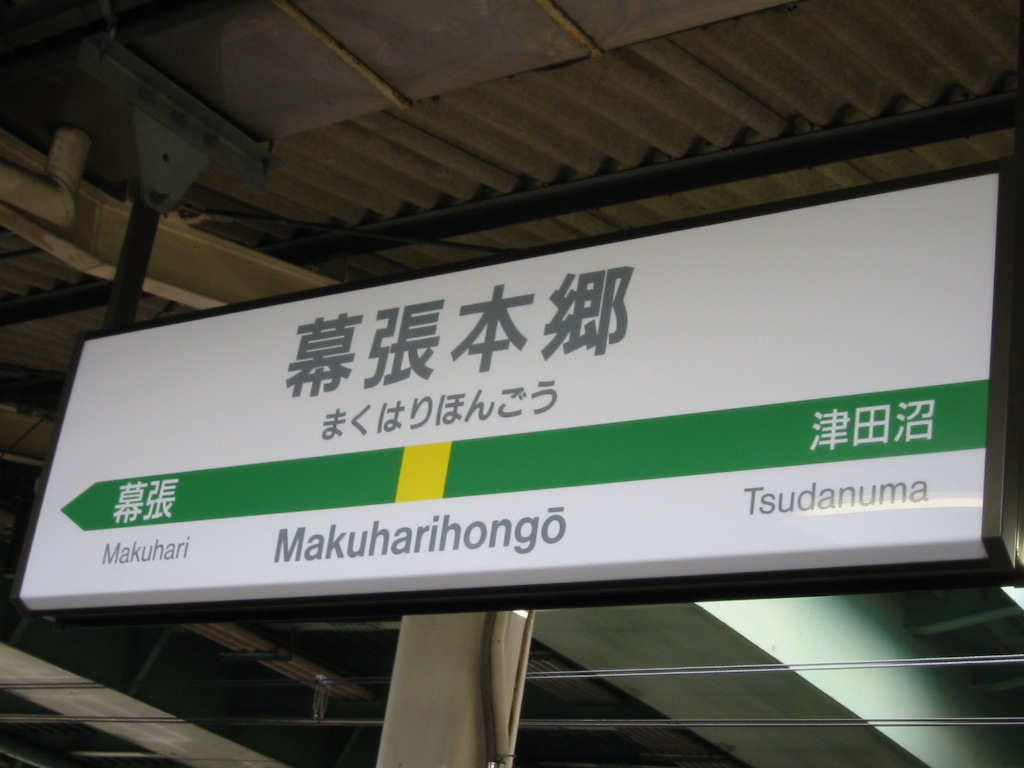 幕張本郷
まくはりほんごう
幕張 津田沼
Makuhari Makuharihongō Tsudanuma